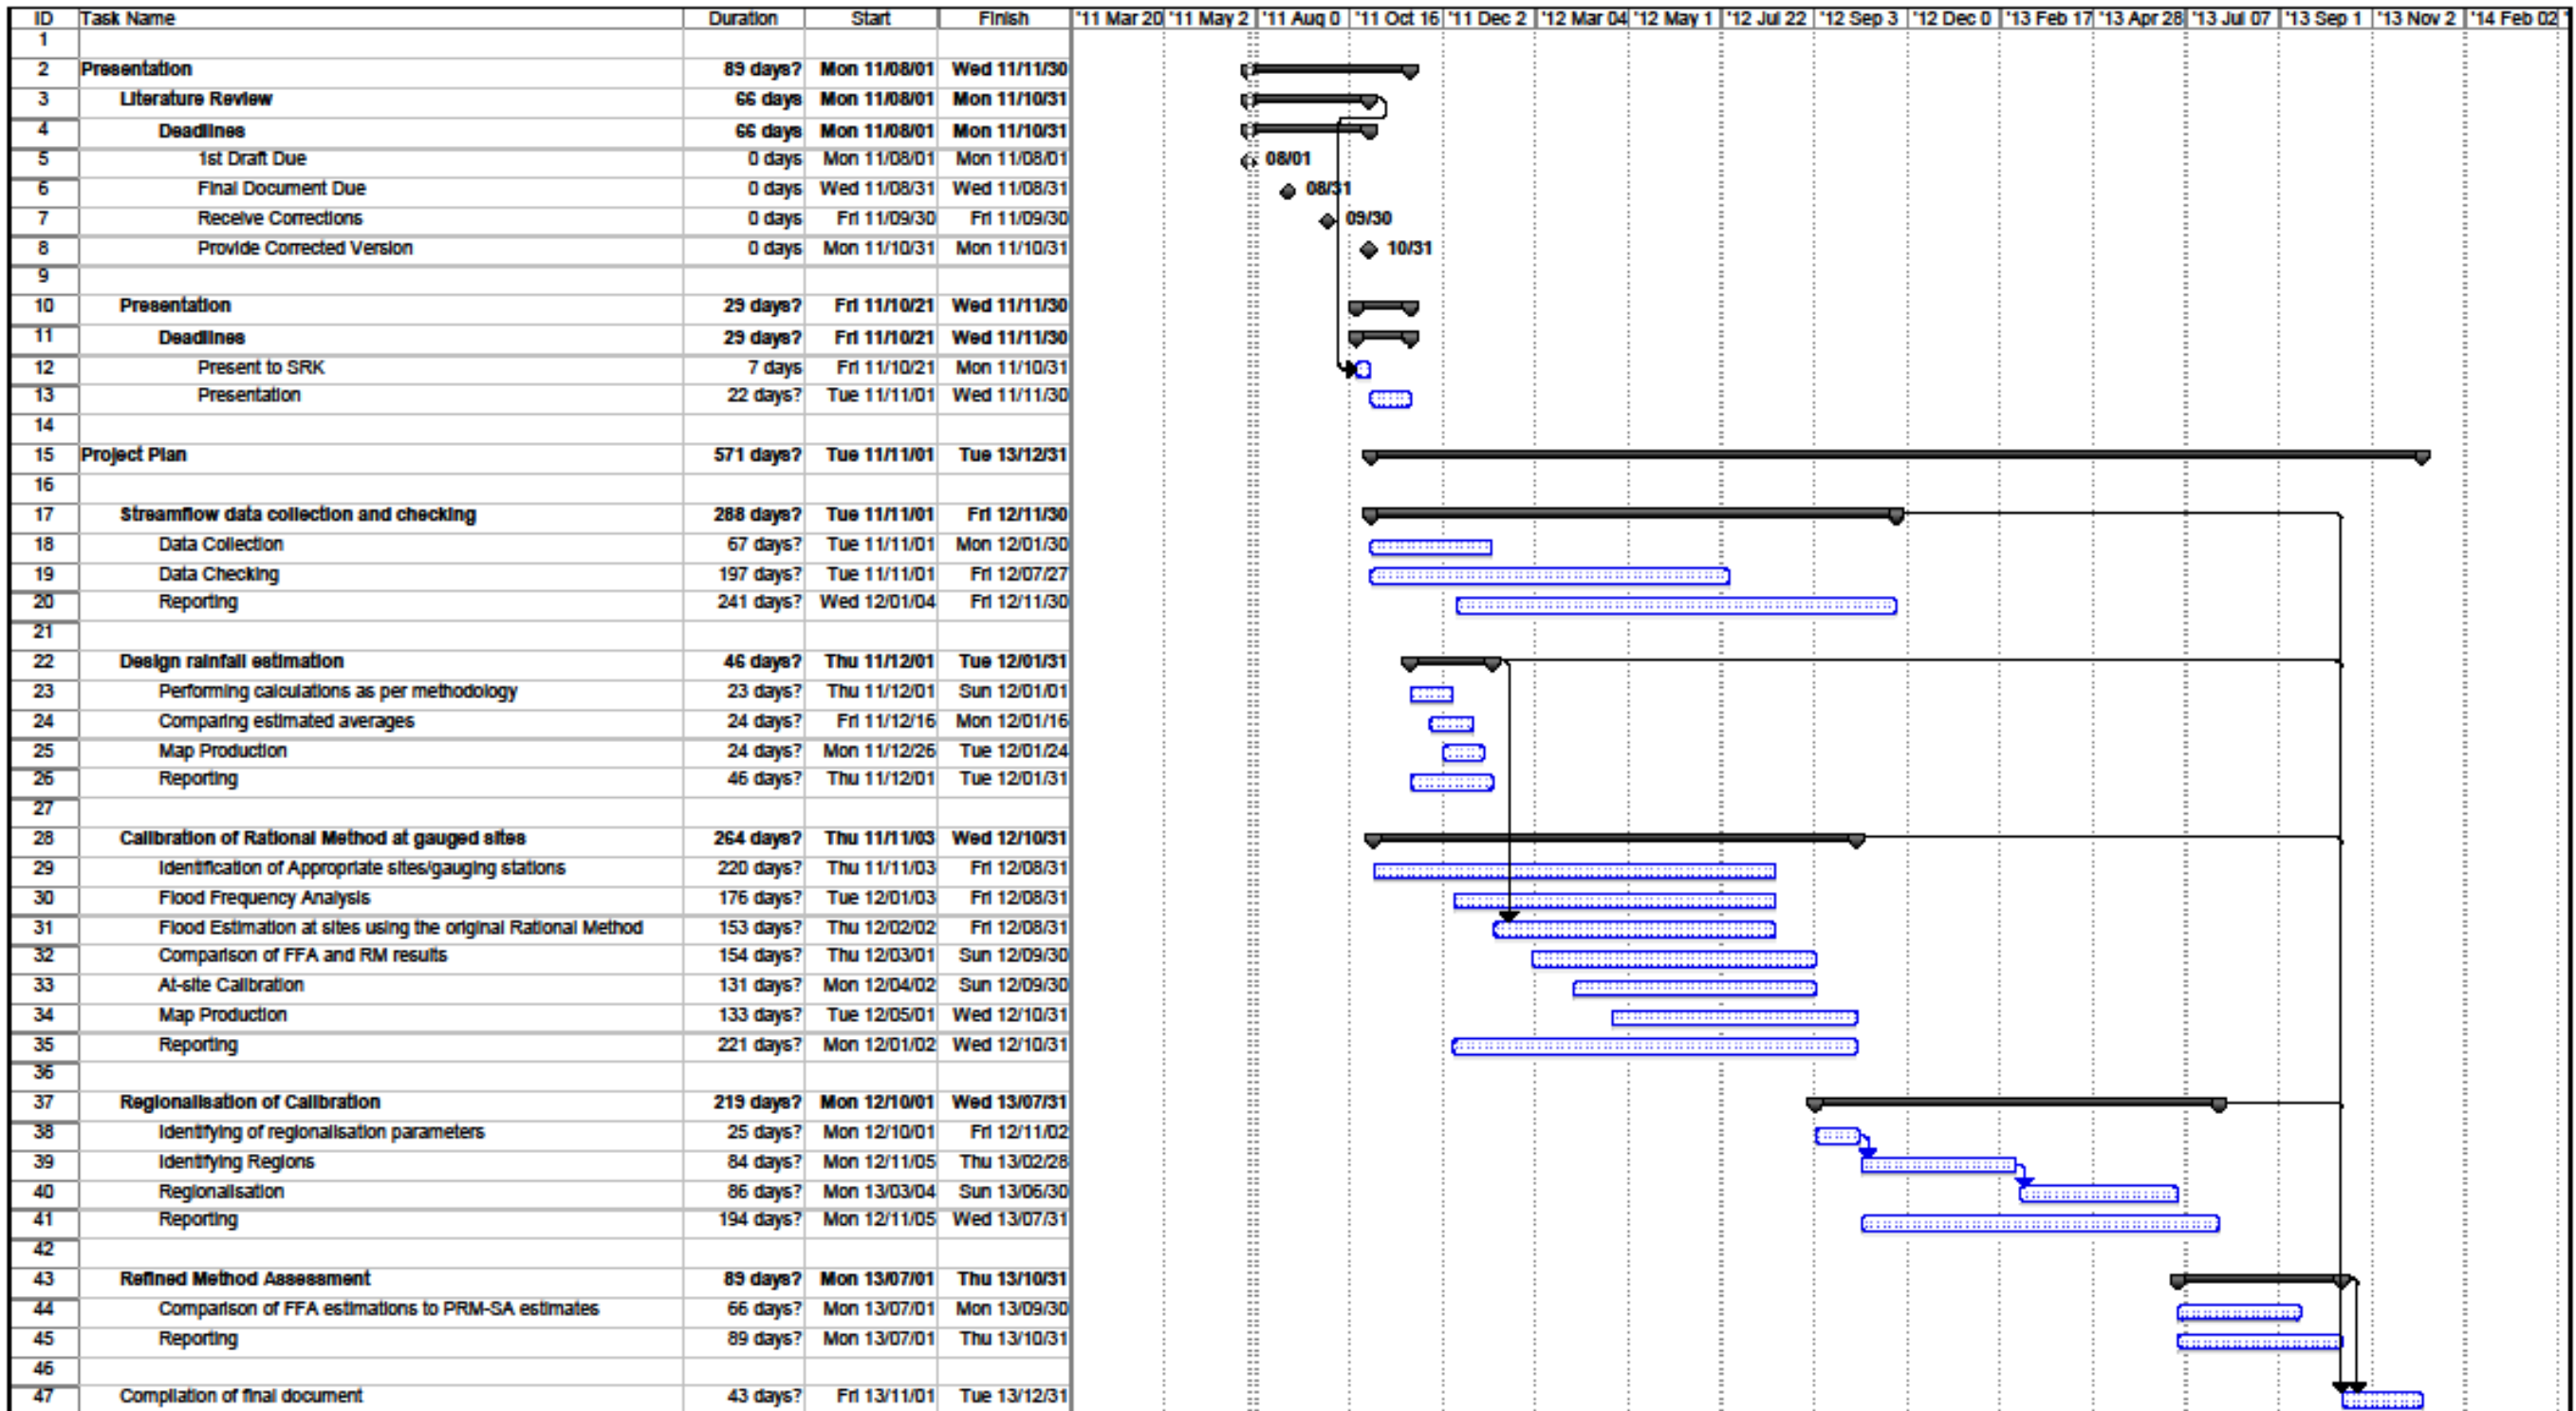 ID Task Name Duration Start Finish '11 Mar 20 '11 May 2 '11 Aug 0 '11 Oct 16 '11 Dec 2 '12 Mar 04 '12 May 1 '12 Jul 22 '12 Sep 3 '12 Dec 0 '13 Feb 17 '13 Apr 28 '13 Jul 07 '13 Sep 1 '13 Nov 2 '14 Feb 02
1
2 Presentation 89 days? Mon 11/08/01 Wed 11/11/30
3 Literature Review 66 days Mon 11/08/01 Mon 11/10/31
4 Deadlines 66 days Mon 11/08/01 Mon 11/10/31
5 1st Draft Due 0 days Mon 11/08/01 Mon 11/08/01 08/01
6 Final Document Due 0 days Wed 11/08/31 Wed 11/08/31 08/31
7 Receive Corrections 0 days Fri 11/09/30 Fri 11/09/30 09/30
8 Provide Corrected Version 0 days Mon 11/10/31 Mon 11/10/31 10/31
9
10 Presentation 29 days? Fri 11/10/21 Wed 11/11/30
11 Deadlines 29 days? Fri 11/10/21 Wed 11/11/30
12 Present to SRK 7 days Fri 11/10/21 Mon 11/10/31
13 Presentation 22 days? Tue 11/11/01 Wed 11/11/30
14
15 Project Plan 571 days? Tue 11/11/01 Tue 13/12/31
16
17 Streamflow data collection and checking 288 days? Tue 11/11/01 Fri 12/11/30
18 Data Collection 67 days? Tue 11/11/01 Mon 12/01/30
19 Data Checking 197 days? Tue 11/11/01 Fri 12/07/27
20 Reporting 241 days? Wed 12/01/04 Fri 12/11/30
21
22 Design rainfall estimation 46 days? Thu 11/12/01 Tue 12/01/31
23 Performing calculations as per methodology 23 days? Thu 11/12/01 Sun 12/01/01
24 Comparing estimated averages 24 days? Fri 11/12/16 Mon 12/01/16
25 Map Production 24 days? Mon 11/12/26 Tue 12/01/24
26 Reporting 46 days? Thu 11/12/01 Tue 12/01/31
27
28 Calibration of Rational Method at gauged sites 264 days? Thu 11/11/03 Wed 12/10/31
29 Identification of Appropriate sites/gauging stations 220 days? Thu 11/11/03 Fri 12/08/31
30 Flood Frequency Analysis 176 days? Tue 12/01/03 Fri 12/08/31
31 Flood Estimation at sites using the original Rational Method 153 days? Thu 12/02/02 Fri 12/08/31
32 Comparison of FFA and RM results 154 days? Thu 12/03/01 Sun 12/09/30
33 At-site Calibration 131 days? Mon 12/04/02 Sun 12/09/30
34 Map Production 133 days? Tue 12/05/01 Wed 12/10/31
35 Reporting 221 days? Mon 12/01/02 Wed 12/10/31
36
37 Regionalisation of Calibration 219 days? Mon 12/10/01 Wed 13/07/31
38 Identifying of regionalisation parameters 25 days? Mon 12/10/01 Fri 12/11/02
39 Identifying Regions 84 days? Mon 12/11/05 Thu 13/02/28
40 Regionalisation 86 days? Mon 13/03/04 Sun 13/06/30
41 Reporting 194 days? Mon 12/11/05 Wed 13/07/31
42
43 Refined Method Assessment 89 days? Mon 13/07/01 Thu 13/10/31
44 Comparison of FFA estimations to PRM-SA estimates 66 days? Mon 13/07/01 Mon 13/09/30
45 Reporting 89 days? Mon 13/07/01 Thu 13/10/31
46
47 Compilation of final document 43 days? Fri 13/11/01 Tue 13/12/31